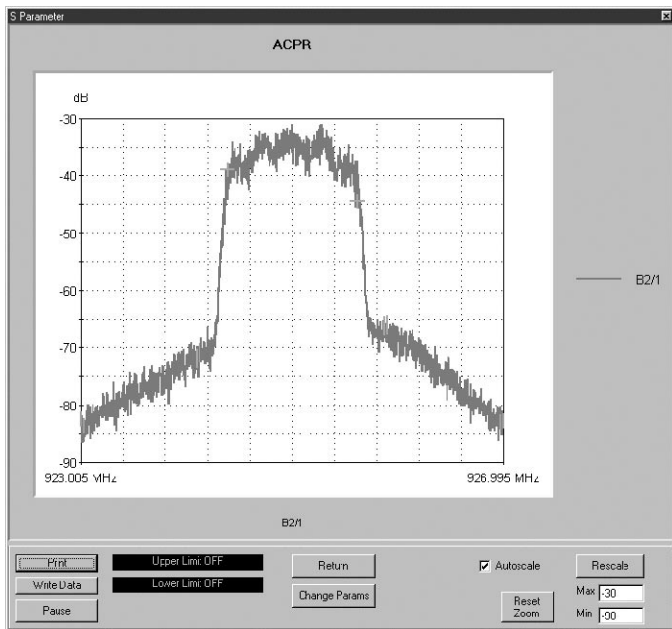 S Parameter
ACPR
dB
-30
-40
-50
-60
-70
-80
-90
923.005 MHz
926.995 MHz
B2/1
B2/1
Print
Write Data
Pause
Upper Limi: OFF
Lower Limi: OFF
Return
Change Params
Autoscale
Reset
Zoom
Rescale
Max -30
Min -90